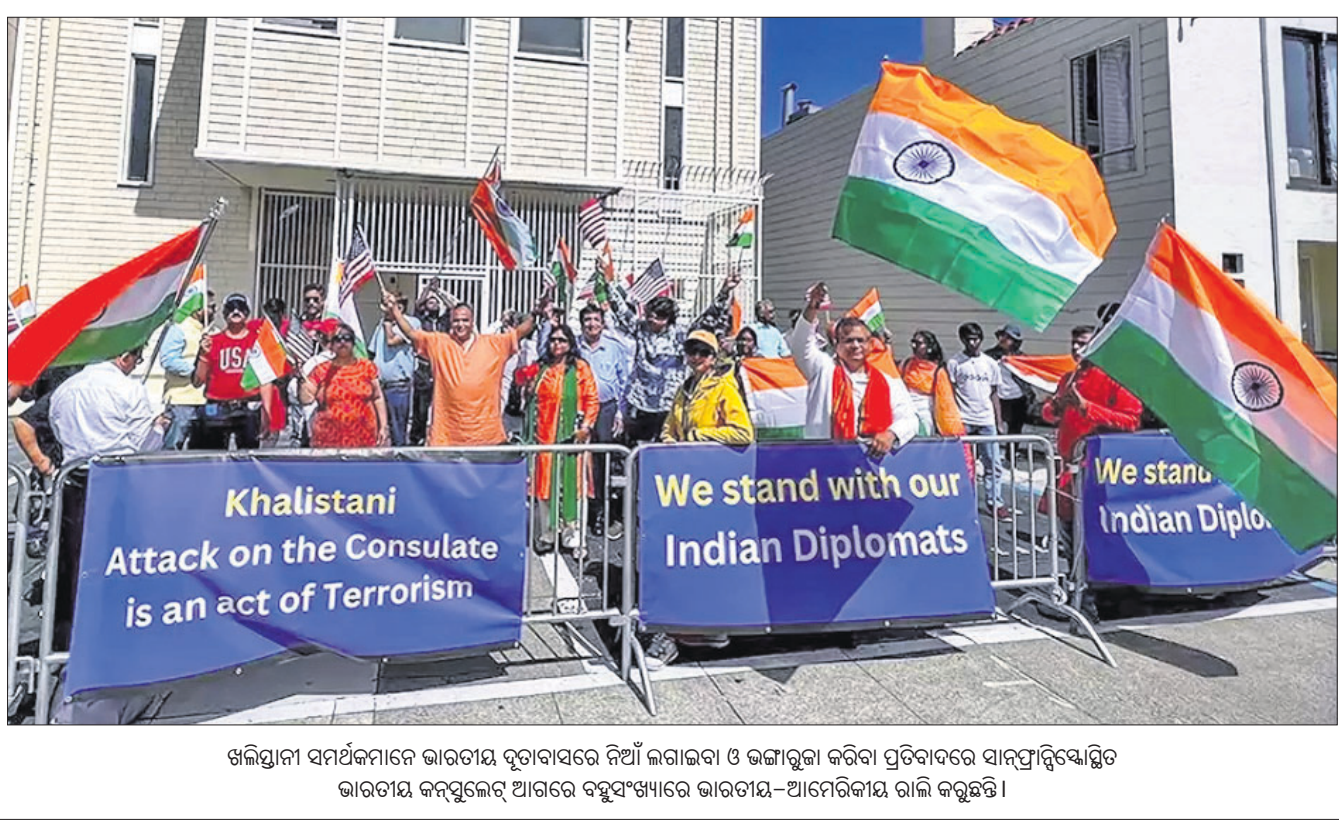 USA
Khalistani
Attack on the Consulate
is an act of Terrorism
We stand with our
Indian Diplomats
We stand
Indian Diplo
ଖଲିସ୍ତାନୀ ସମର୍ଥକମାନେ ଭାରତୀୟ ଦୂତାବାସରେ ନିଆଁ ଲଗାଇବା ଓ ଭଙ୍ଗାରୁଜା କରିବା ପ୍ରତିବାଦରେ ସାନ୍‌ଫ୍ରାନ୍ସିସ୍କୋସ୍ଥିତ
ଭାରତୀୟ କନ୍‌ସୁଲେଟ୍ ଆଗରେ ବହୁସଂଖ୍ୟାରେ ଭାରତୀୟ–ଆମେରିକୀୟ ରାଲି କରୁଛନ୍ତି।